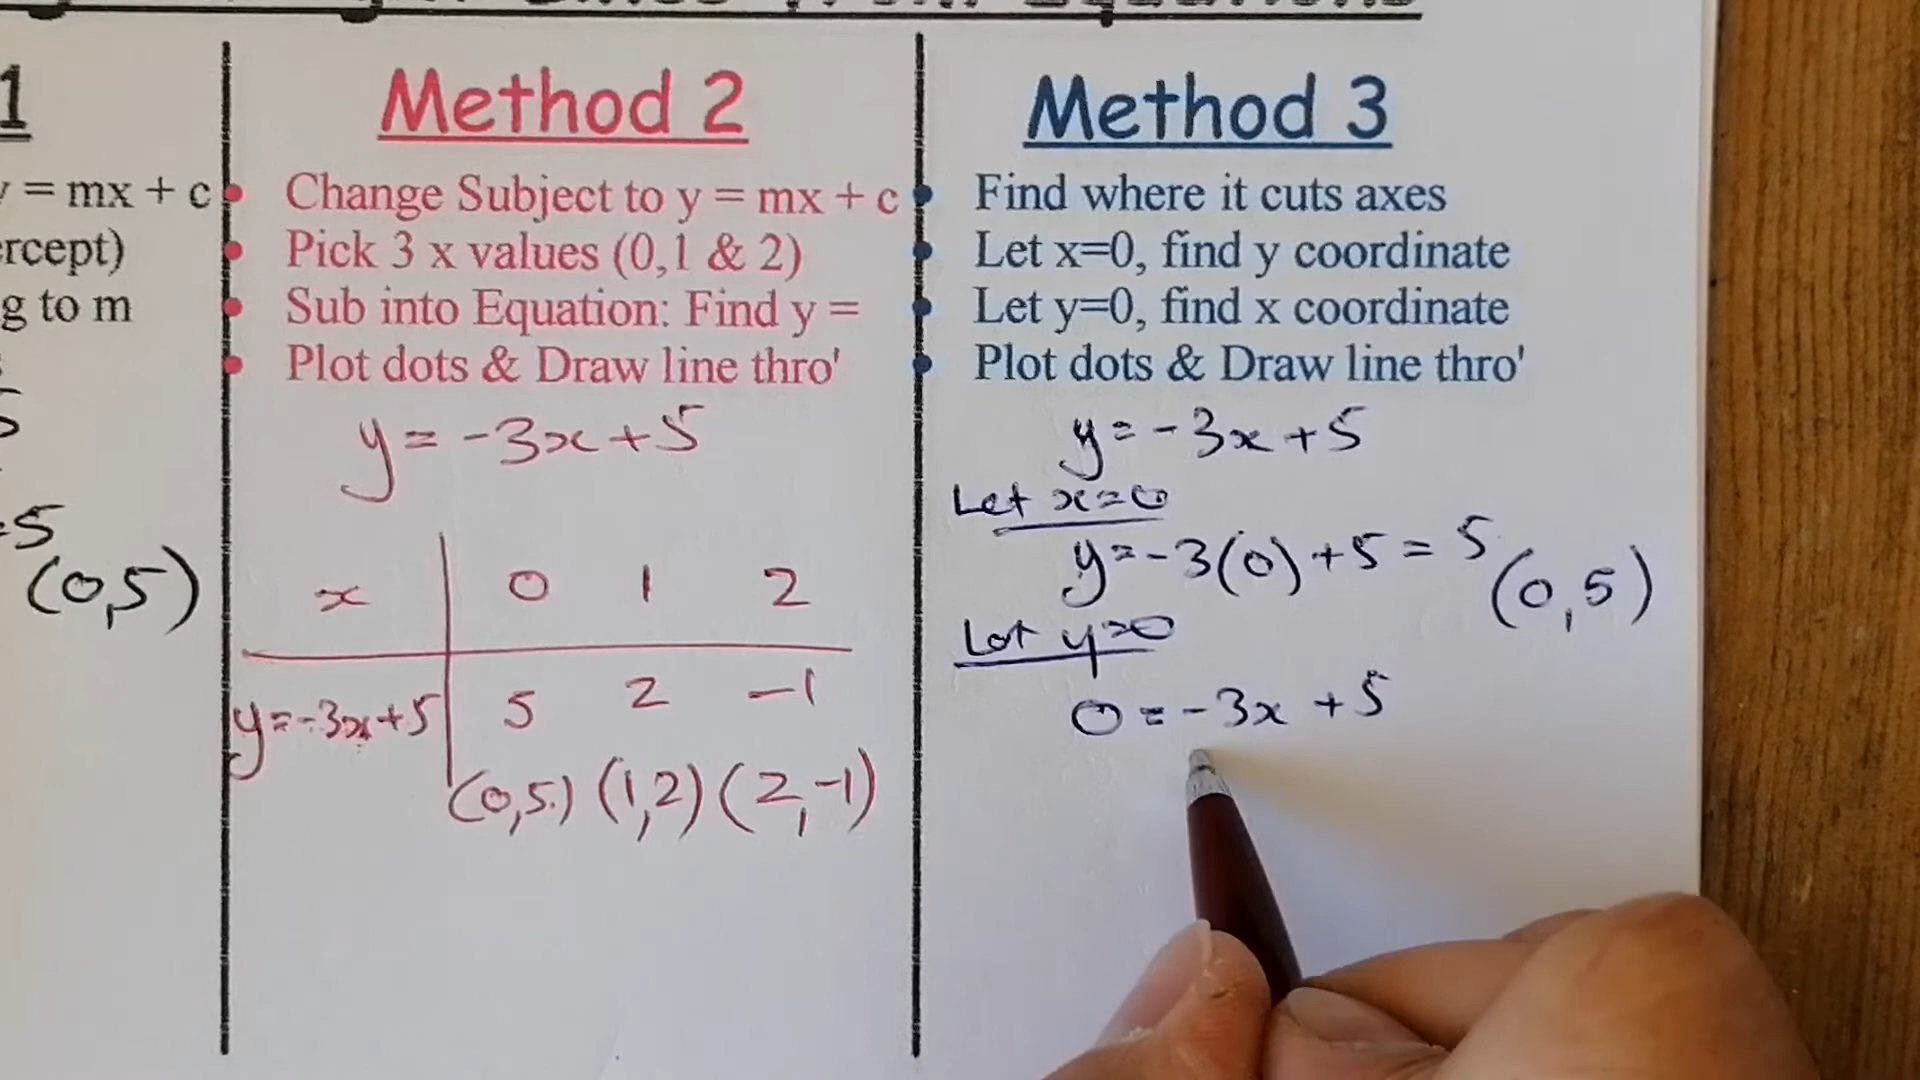 from Equations
1
y = mx + c
ercept)
g to m
5
=5
(0,5)
Method 2
Change Subject to y = mx + c
Pick 3 x values (0,1 & 2)
Sub into Equation: Find y =
Plot dots & Draw line thro'
y = -3x + 5
x 0 1 2
y = -3x + 5 5 2 -1
(0,5) (1,2) (2,-1)
Method 3
Find where it cuts axes
Let x=0, find y coordinate
Let y=0, find x coordinate
Plot dots & Draw line thro'
y = -3x + 5
Let x=0
y = -3(0) + 5 = 5
(0,5)
Let y=0
0 = -3x + 5